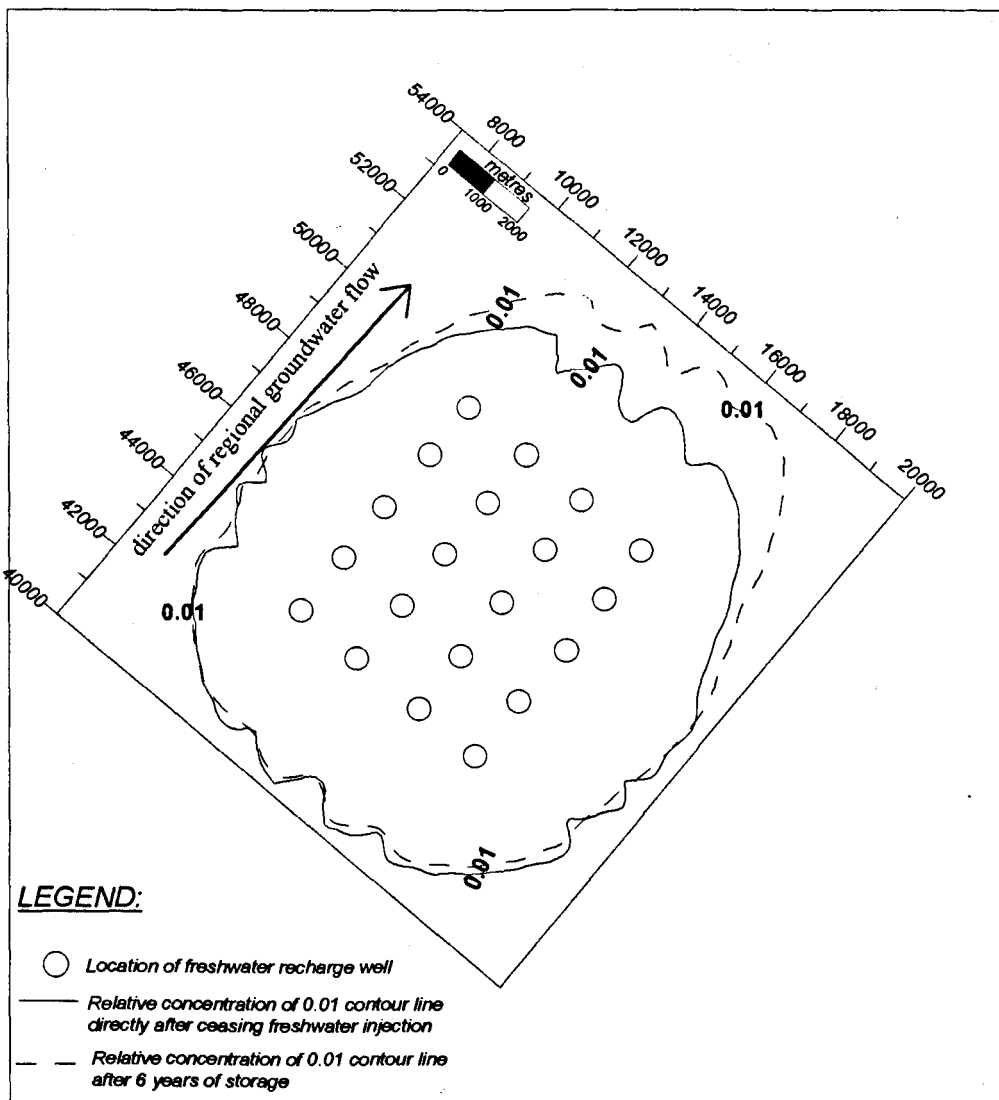 54000
52000
50000
48000
46000
44000
42000
40000
8000
10000
12000
14000
16000
18000
20000
metres
0
1000
2000
direction of regional groundwater flow
0.01
0.01
0.01
0.01
0.01
LEGEND:
Location of freshwater recharge well
Relative concentration of 0.01 contour line
directly after ceasing freshwater injection
Relative concentration of 0.01 contour line
after 6 years of storage